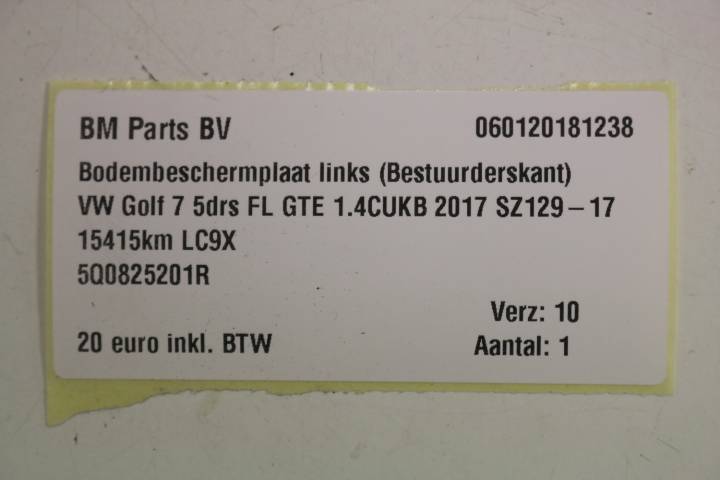 BM Parts BV 060120181238
Bodembeschermplaat links (Bestuurderskant)
VW Golf 7 5drs FL GTE 1.4CUKB 2017 SZ129-17
15415km LC9X
5Q0825201R
Verz: 10
20 euro inkl. BTW Aantal: 1